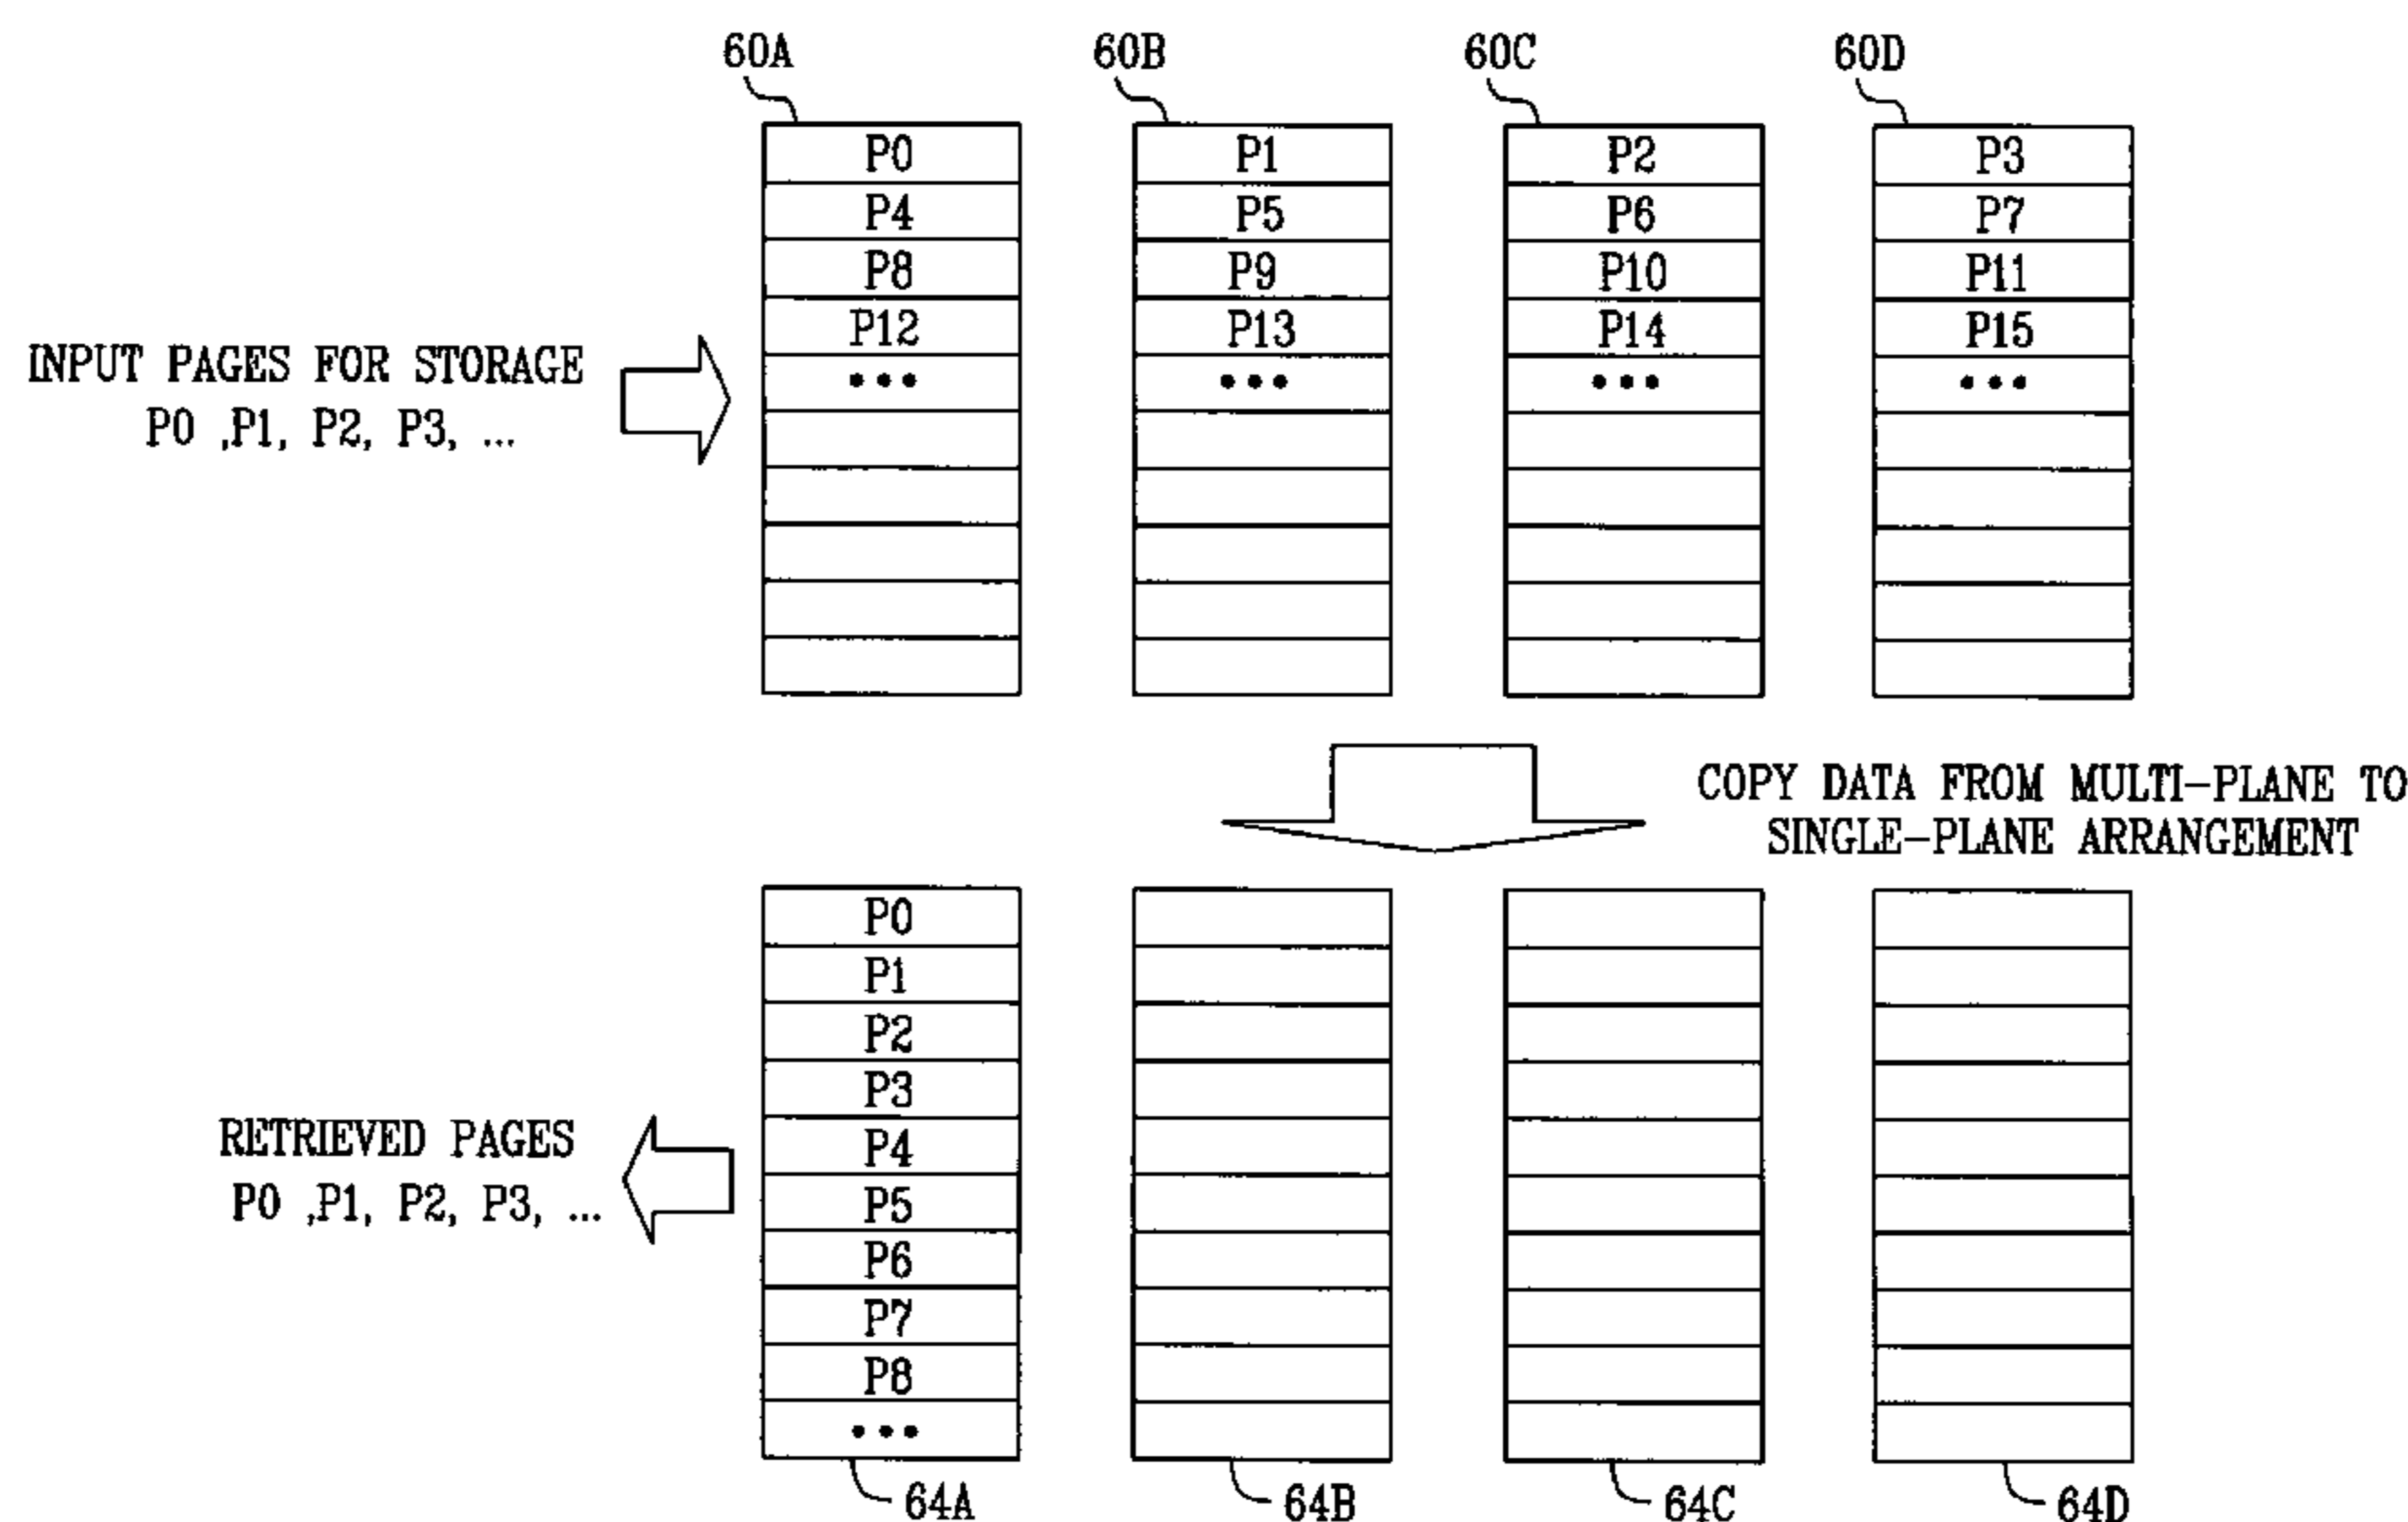 60A 60B 60C 60D
P0 P1 P2 P3
P4 P5 P6 P7
P8 P9 P10 P11
P12 P13 P14 P15
••• ••• ••• •••
INPUT PAGES FOR STORAGE
P0 ,P1, P2, P3, ...
COPY DATA FROM MULTI-PLANE TO
SINGLE-PLANE ARRANGEMENT
P0
P1
P2
P3
P4
P5
P6
P7
P8
•••
RETRIEVED PAGES
P0 ,P1, P2, P3, ...
64A 64B 64C 64D